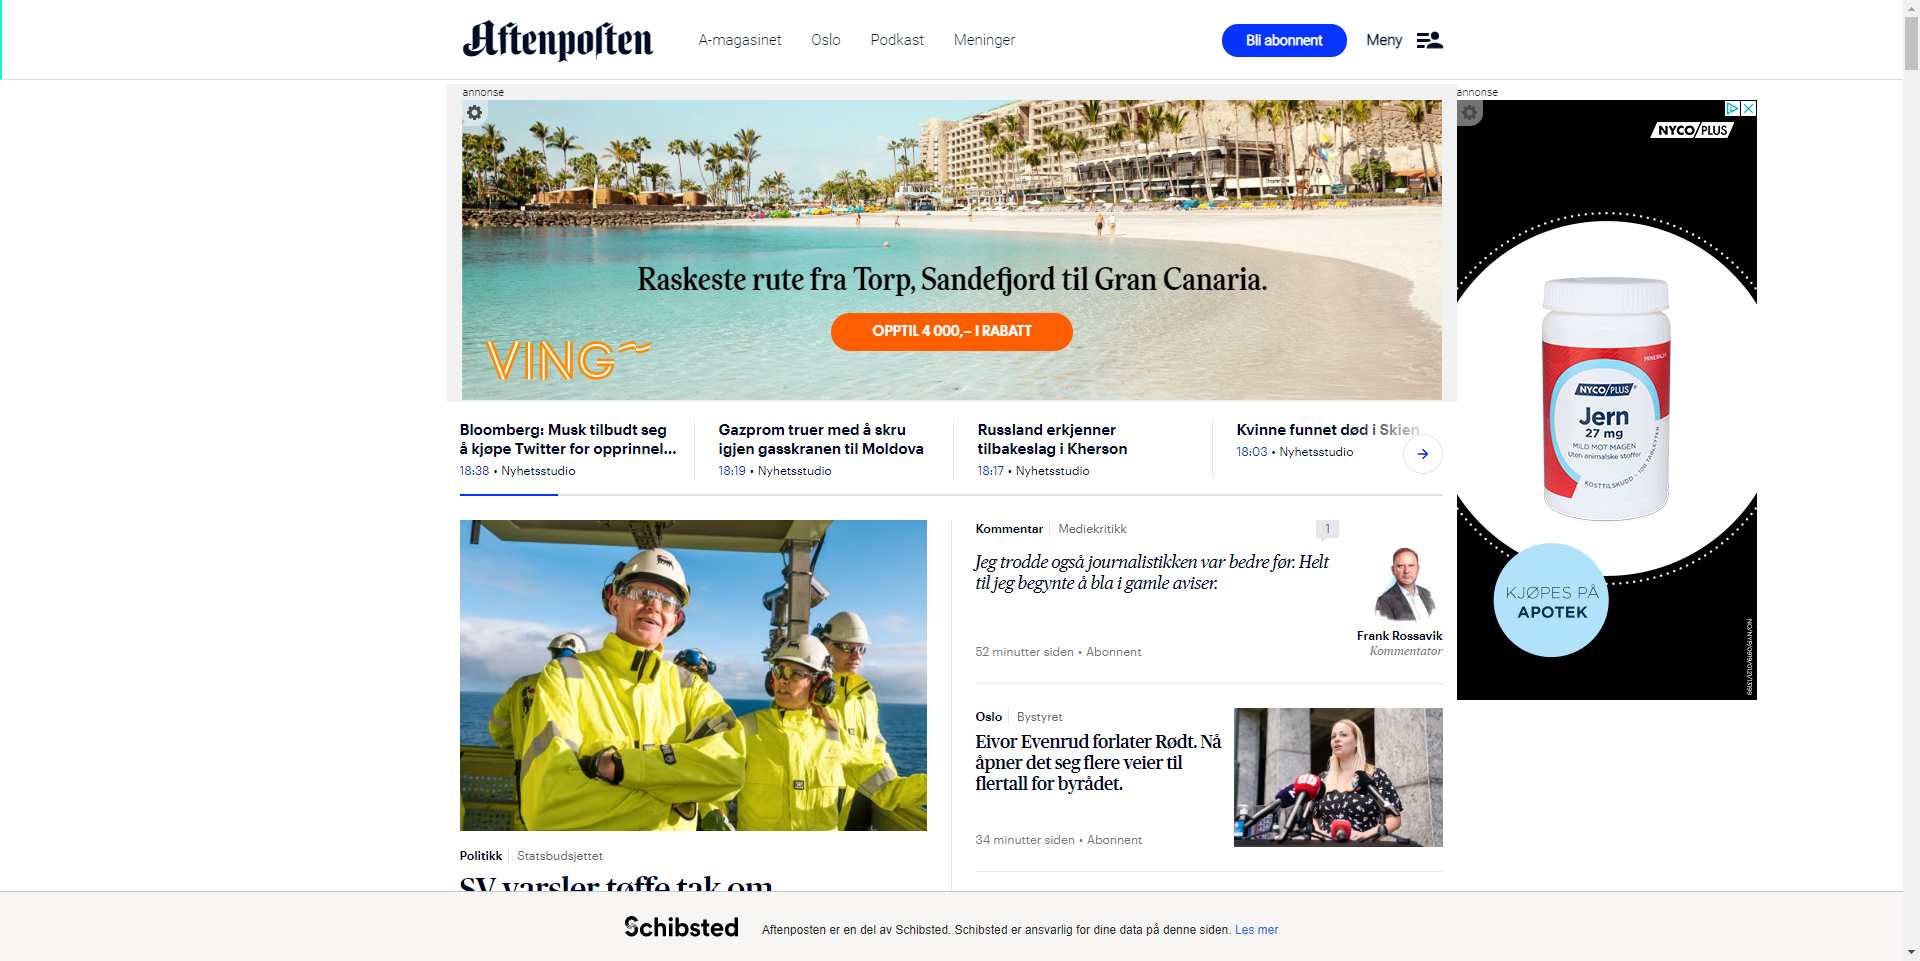 Aftenposten
A-magasinet
Oslo
Podkast
Meninger
Bli abonnent
Meny
annonse
Raskeste rute fra Torp, Sandefjord til Gran Canaria.
OPPTIL 4 000,– I RABATT
VING
annonse
NYCO/PLUS
NYCO/PLUS®
MINERALER
Jern
27 mg
MILD MOT MAGEN
Uten animalske stoffer
KOSTTILSKUDD - 100 TABLETTER
KJØPES PÅ
APOTEK
Bloomberg: Musk tilbudt seg
å kjøpe Twitter for opprinnel...
18:38 • Nyhetsstudio
Gazprom truer med å skru
igjen gasskranen til Moldova
18:19 • Nyhetsstudio
Russland erkjenner
tilbakeslag i Kherson
18:17 • Nyhetsstudio
Kvinne funnet død i Skien
18:03 • Nyhetsstudio
Politikk
Statsbudsjettet
SV varsler tøffe tak om
Kommentar
Mediekritikk
1
Jeg trodde også journalistikken var bedre før. Helt
til jeg begynte å bla i gamle aviser.
Frank Rossavik
Kommentator
52 minutter siden • Abonnent
Oslo
Bystyret
Eivor Evenrud forlater Rødt. Nå
åpner det seg flere veier til
flertall for byrådet.
34 minutter siden • Abonnent
Schibsted
Aftenposten er en del av Schibsted. Schibsted er ansvarlig for dine data på denne siden. Les mer